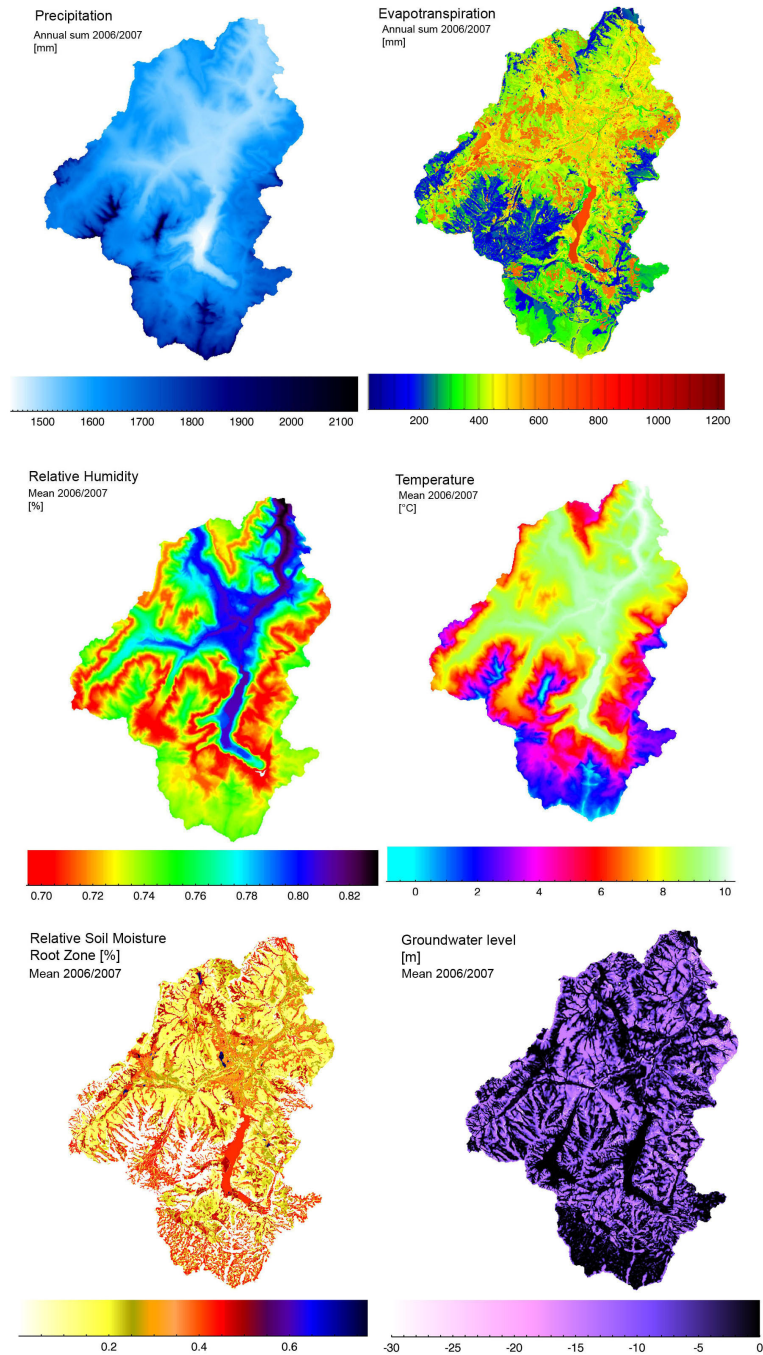 Precipitation
Annual sum 2006/2007
[mm]
1500 1600 1700 1800 1900 2000 2100
Evapotranspiration
Annual sum 2006/2007
[mm]
200 400 600 800 1000 1200
Relative Humidity
Mean 2006/2007
[%]
0.70 0.72 0.74 0.76 0.78 0.80 0.82
Temperature
Mean 2006/2007
[°C]
0 2 4 6 8 10
Relative Soil Moisture
Root Zone [%]
Mean 2006/2007
0.2 0.4 0.6
Groundwater level
[m]
Mean 2006/2007
-30 -25 -20 -15 -10 -5 0